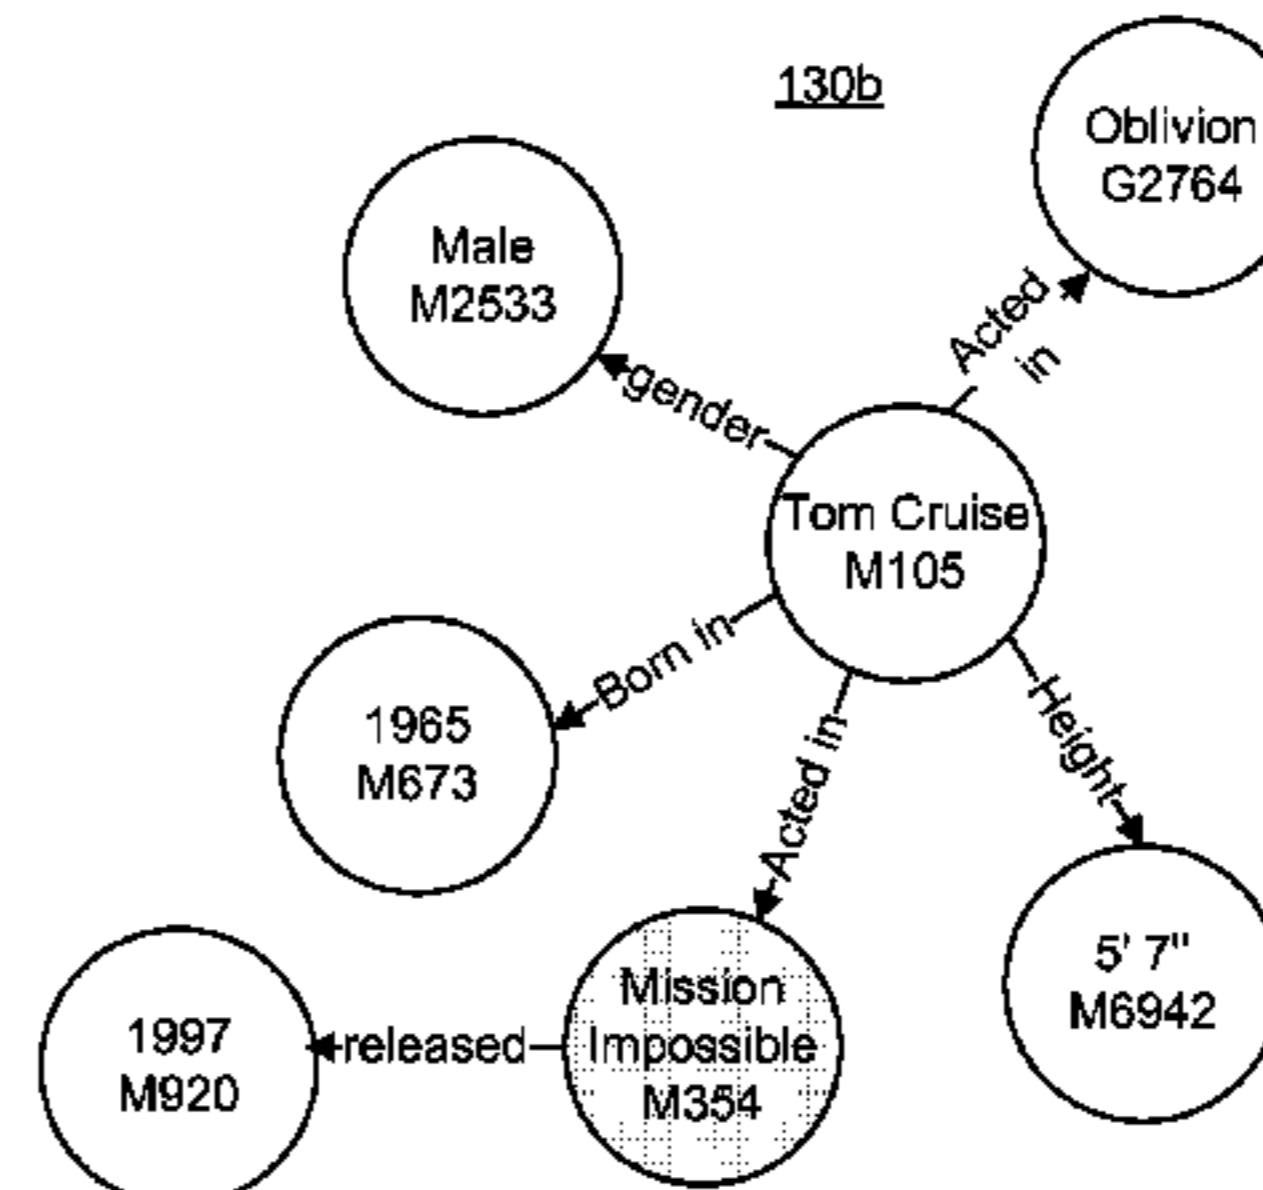 130b
Oblivion
G2764
Male
M2533
Acted
in
gender
Tom Cruise
M105
Born in
1965
M673
Acted in
Height
5' 7"
M6942
Mission
Impossible
M354
released
1997
M920